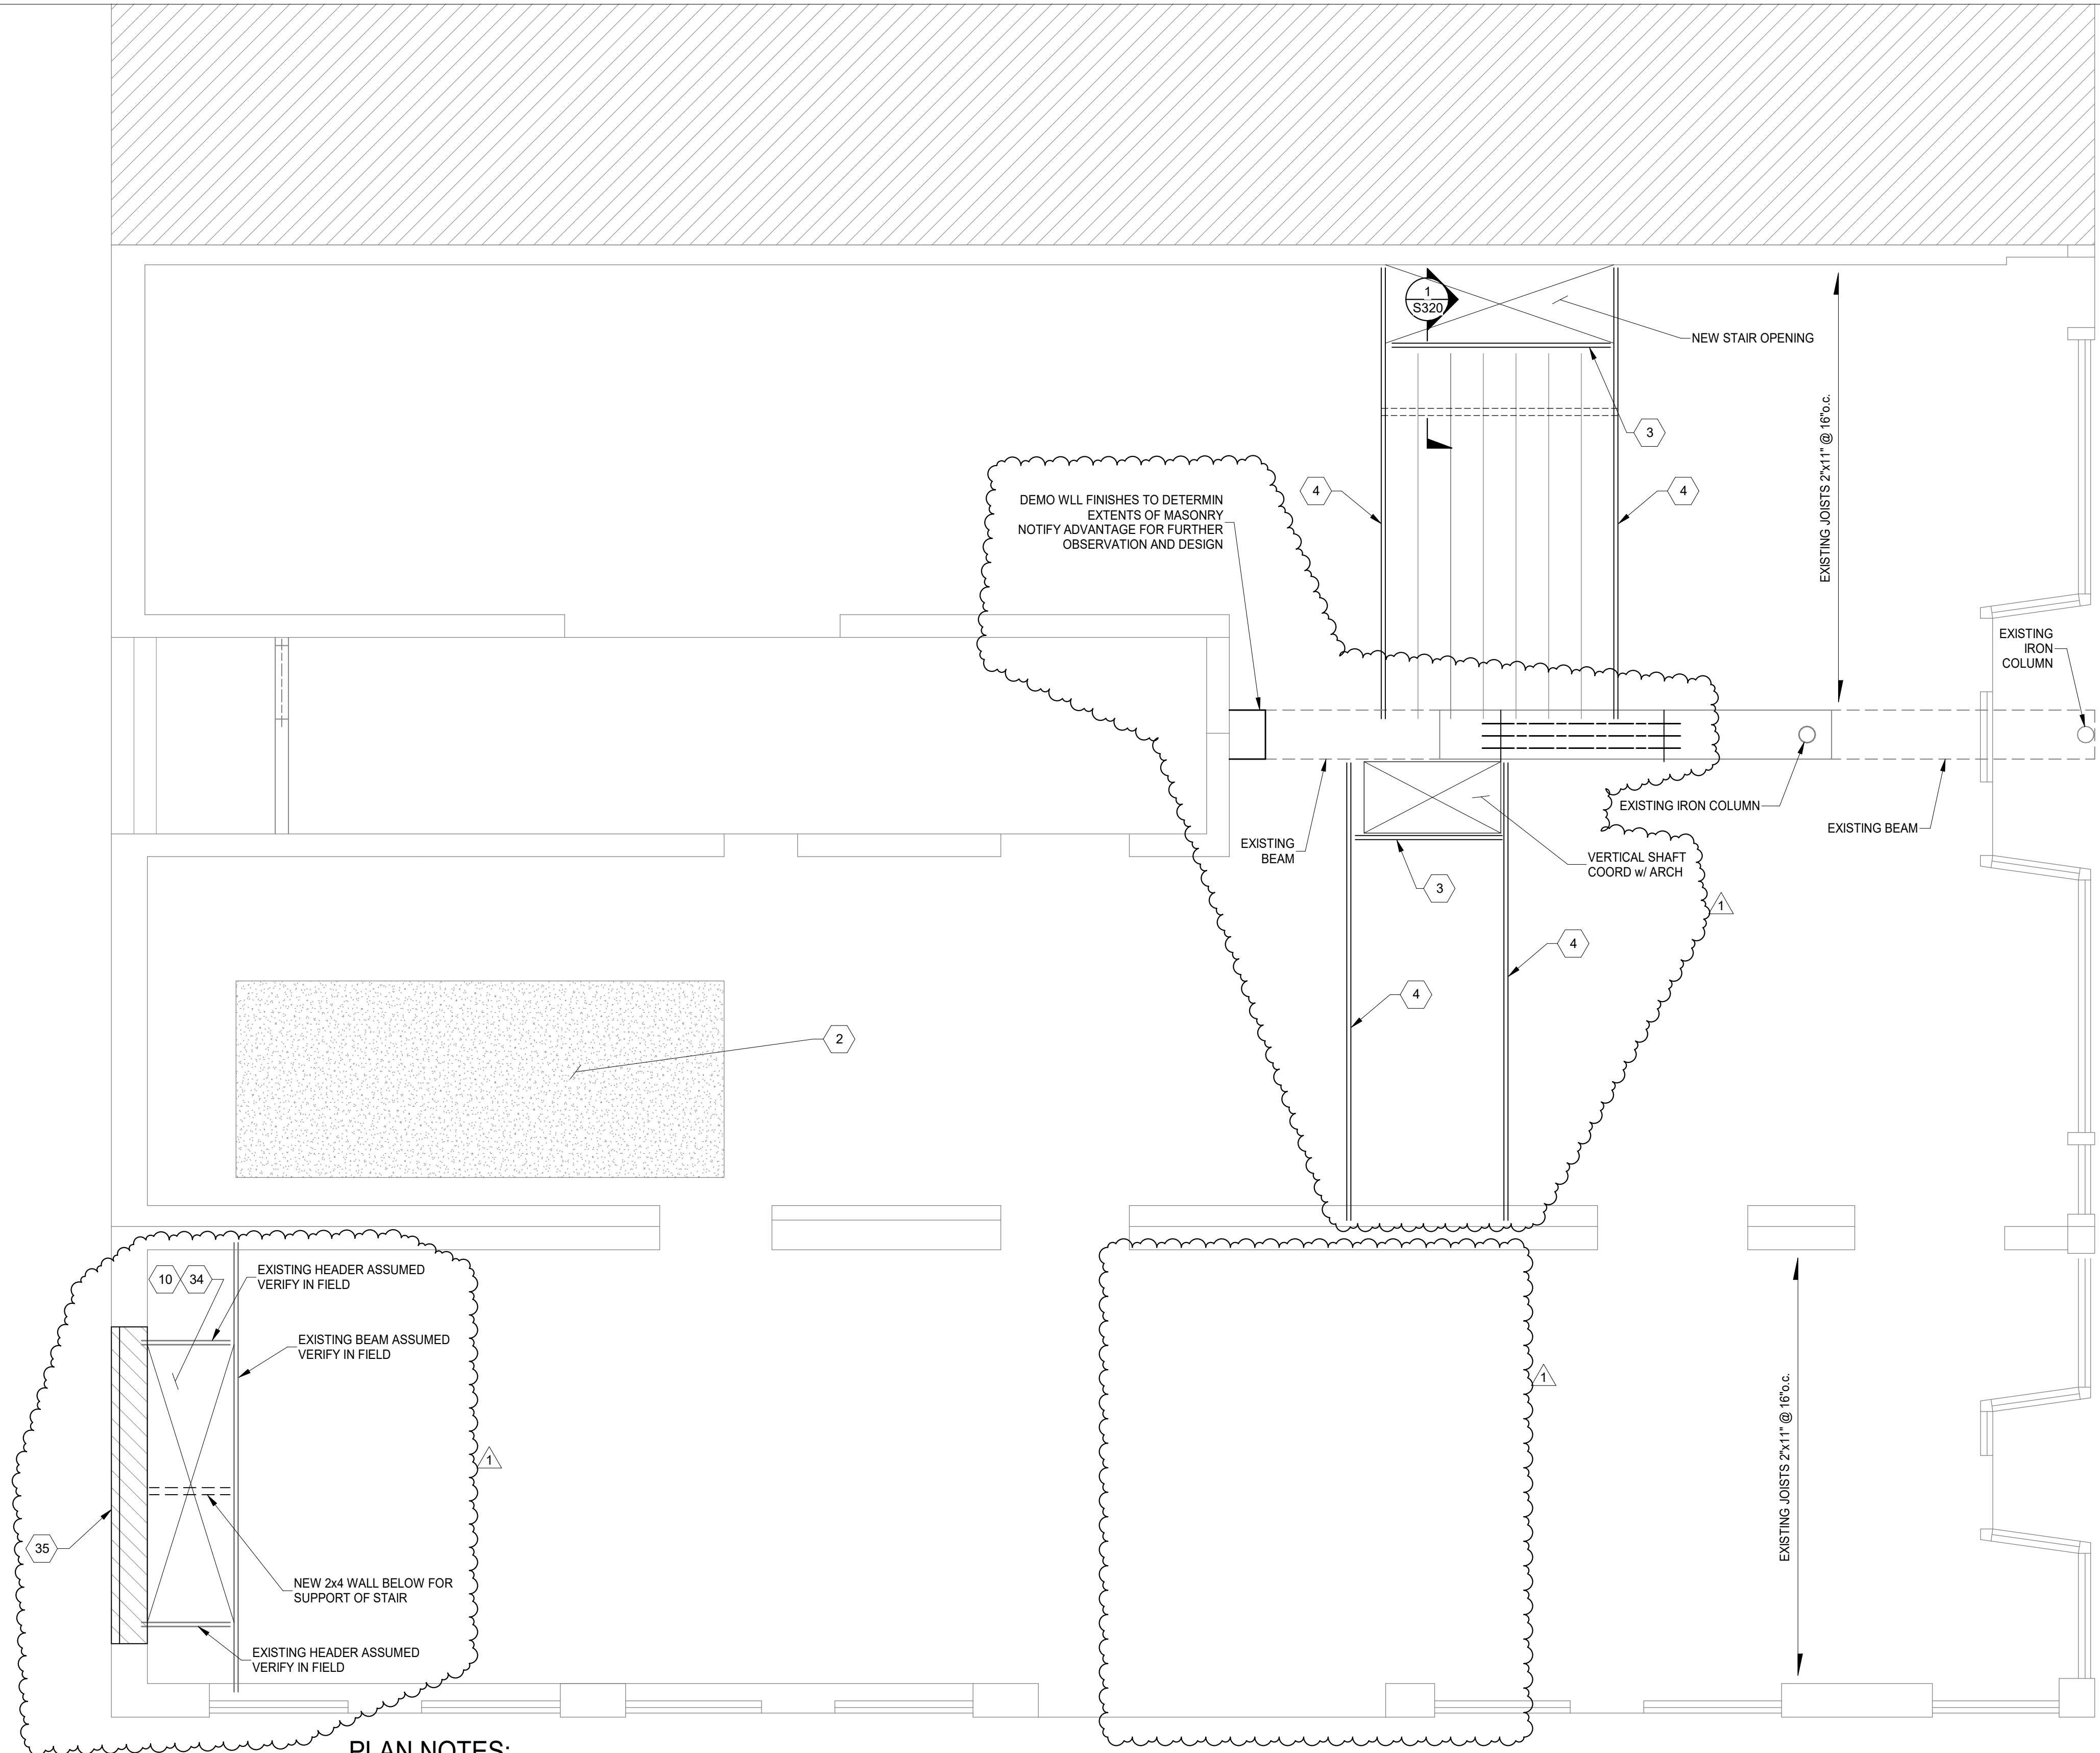 1
S320
NEW STAIR OPENING
EXISTING JOISTS 2"x11" @ 16"o.c.
3
4
4
DEMO WLL FINISHES TO DETERMIN
EXTENTS OF MASONRY
NOTIFY ADVANTAGE FOR FURTHER
OBSERVATION AND DESIGN
EXISTING
IRON
COLUMN
EXISTING IRON COLUMN
EXISTING BEAM
EXISTING
BEAM
VERTICAL SHAFT
COORD w/ ARCH
3
1
4
4
2
10 34
EXISTING HEADER ASSUMED
VERIFY IN FIELD
EXISTING BEAM ASSUMED
VERIFY IN FIELD
1
1
EXISTING JOISTS 2"x11" @ 16"o.c.
35
NEW 2x4 WALL BELOW FOR
SUPPORT OF STAIR
EXISTING HEADER ASSUMED
VERIFY IN FIELD
PLAN NOTES: